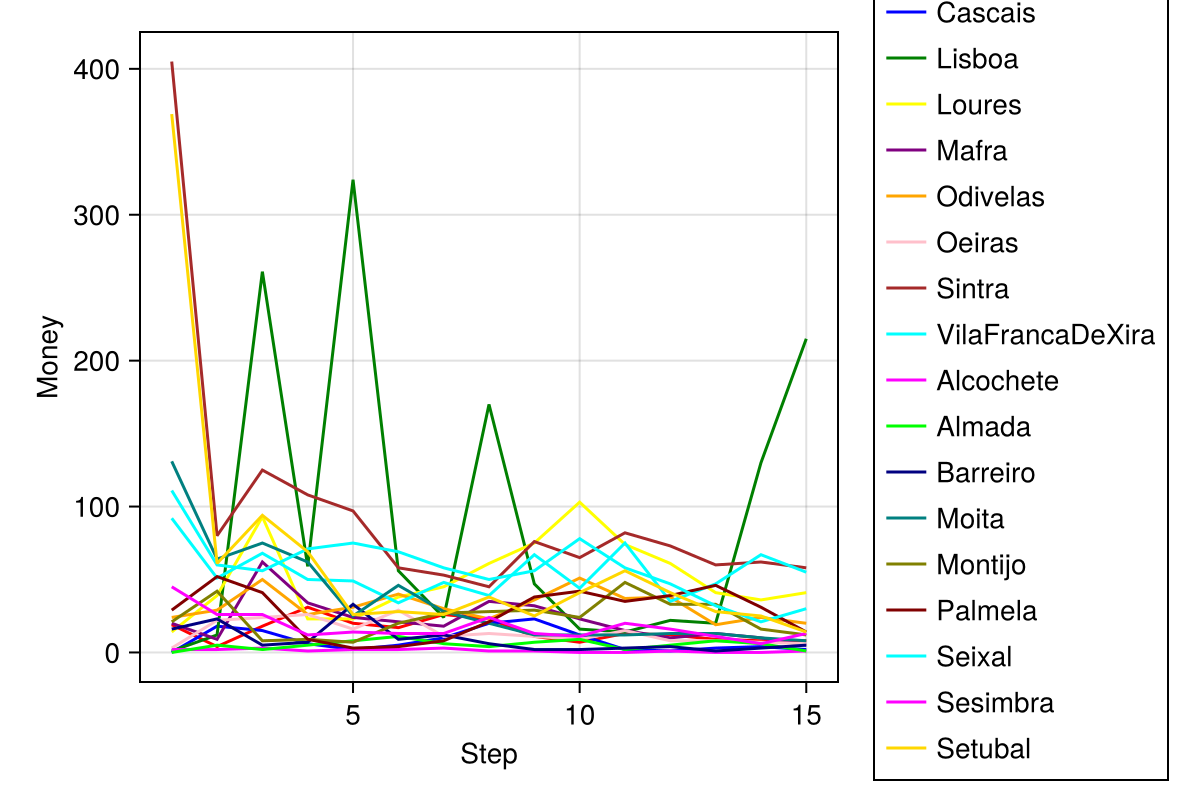 Cascais
Lisboa
Loures
Mafra
Odivelas
Oeiras
Sintra
VilaFrancaDeXira
Alcochete
Almada
Barreiro
Moita
Montijo
Palmela
Seixal
Sesimbra
Setubal
400
300
200
100
0
Money
5 10 15
Step